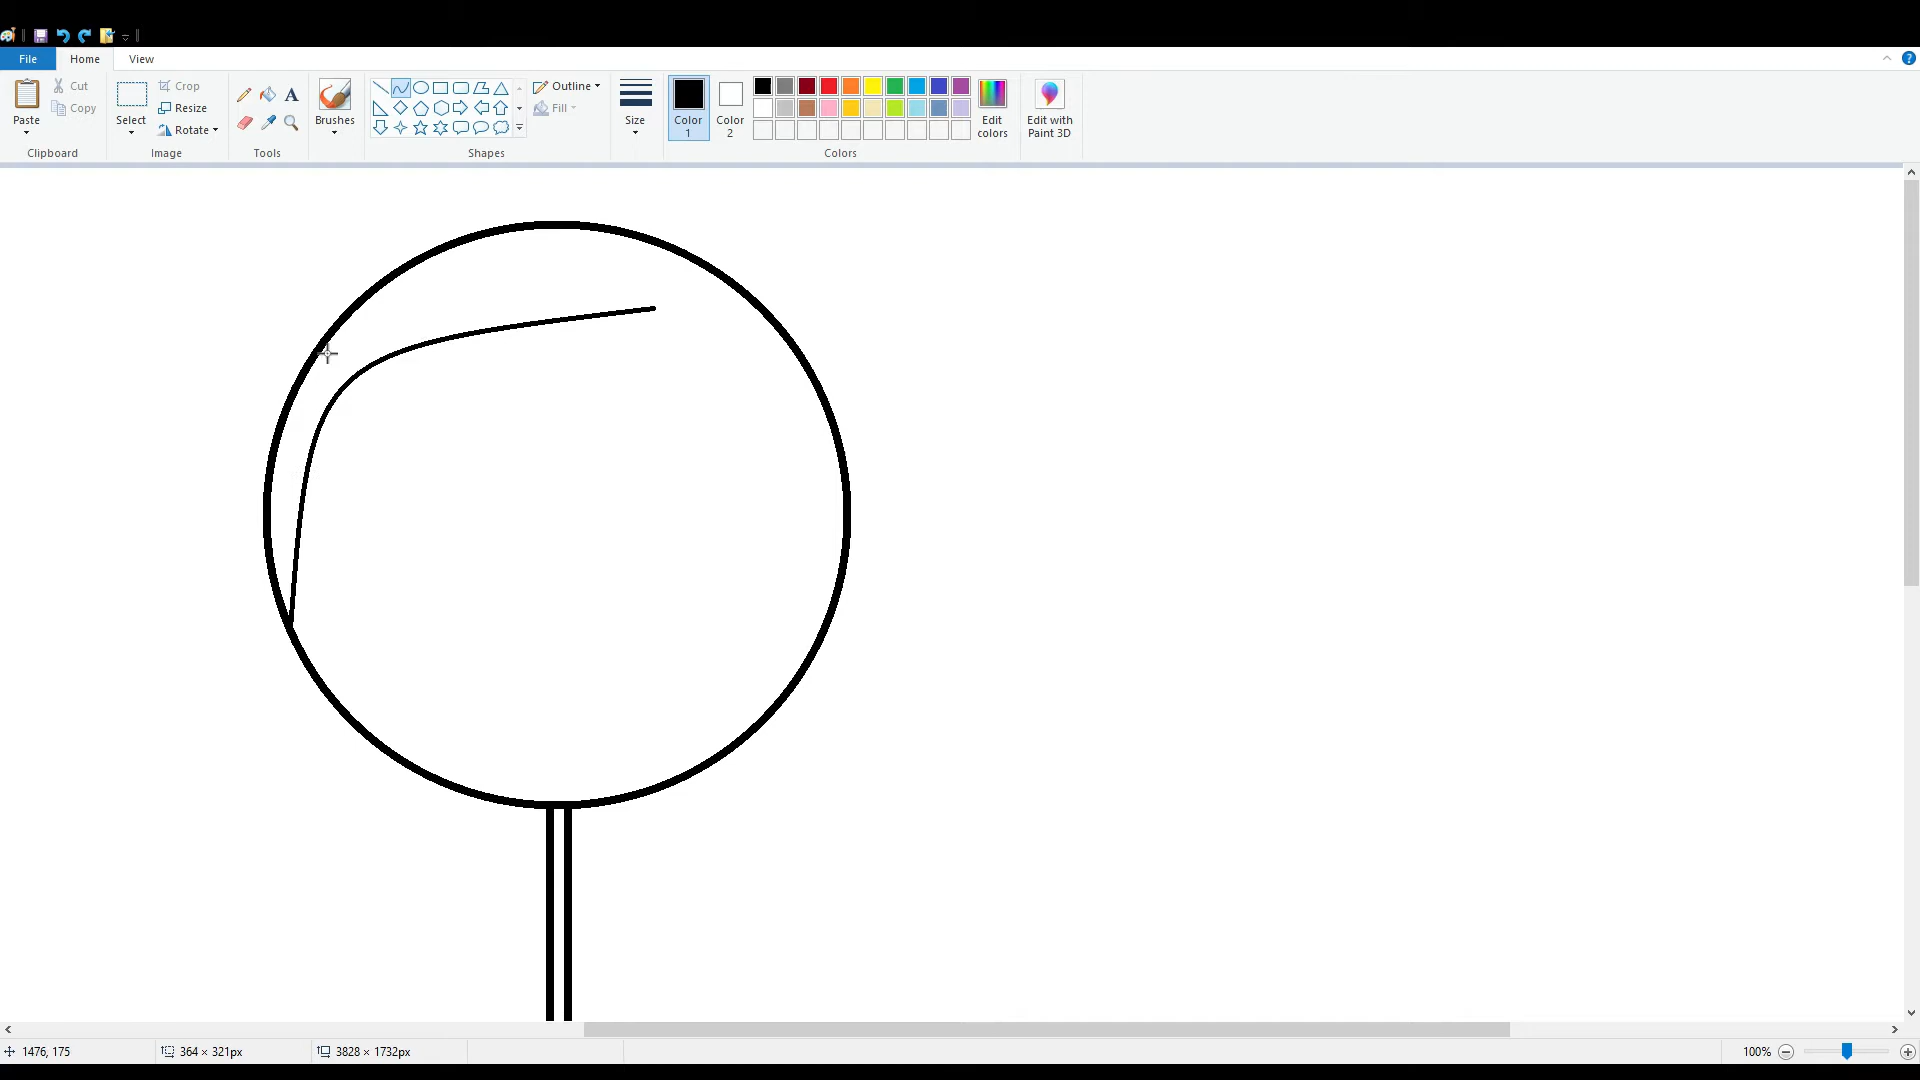 File Home View
Paste
Cut
Copy
Clipboard
Select
Crop
Resize
Rotate
Image
A
Tools
Brushes
Shapes
Outline
Fill
Size
Color 1
Color 2
Colors
Edit colors
Edit with Paint 3D
?
1476, 175
364 × 321px
3828 × 1732px
100%